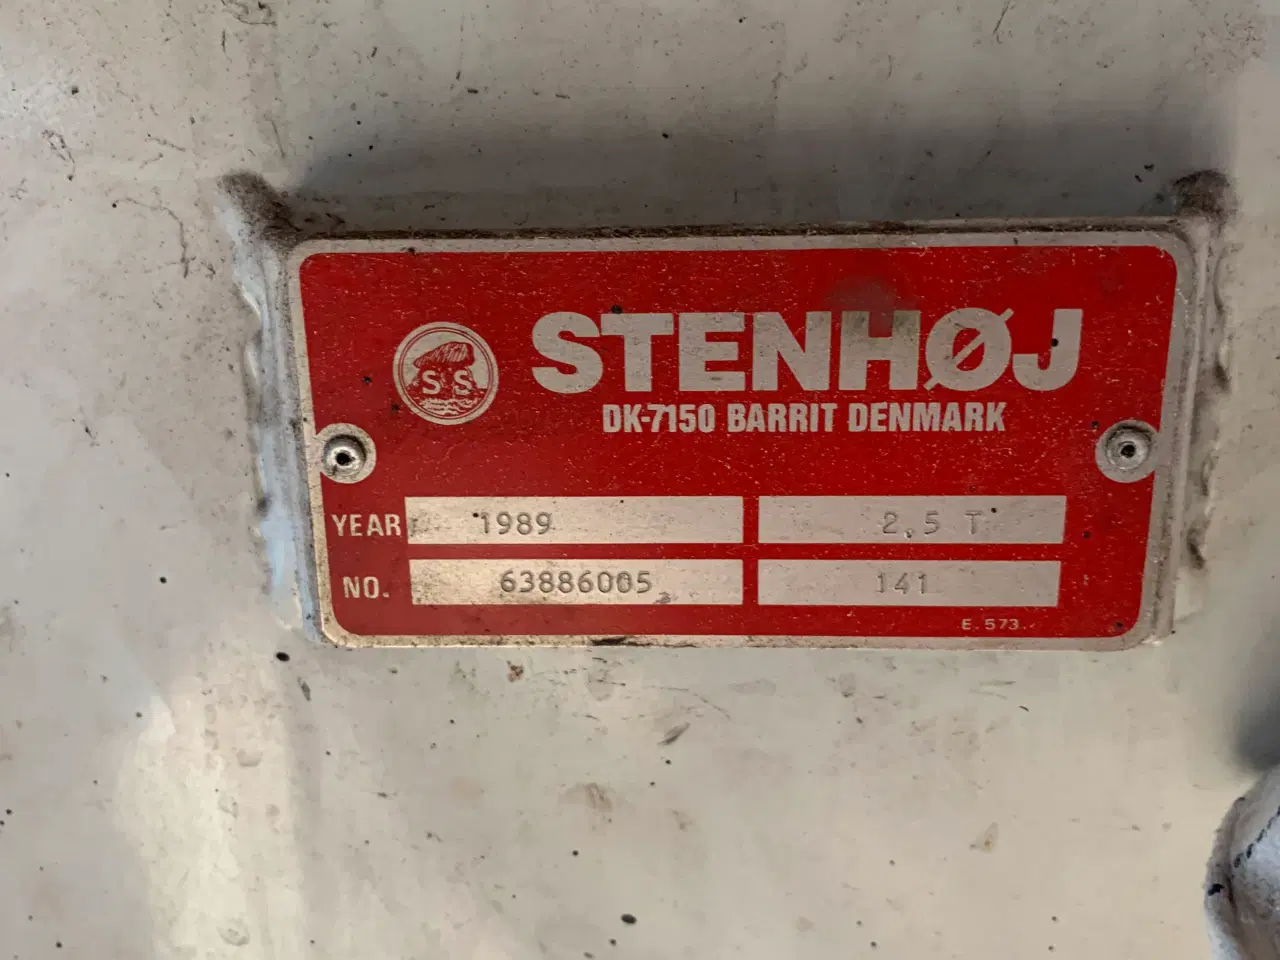 S S
STENHØJ
DK-7150 BARRIT DENMARK
YEAR 1989 2.5 T
NO. 63886005 141
E. 573.